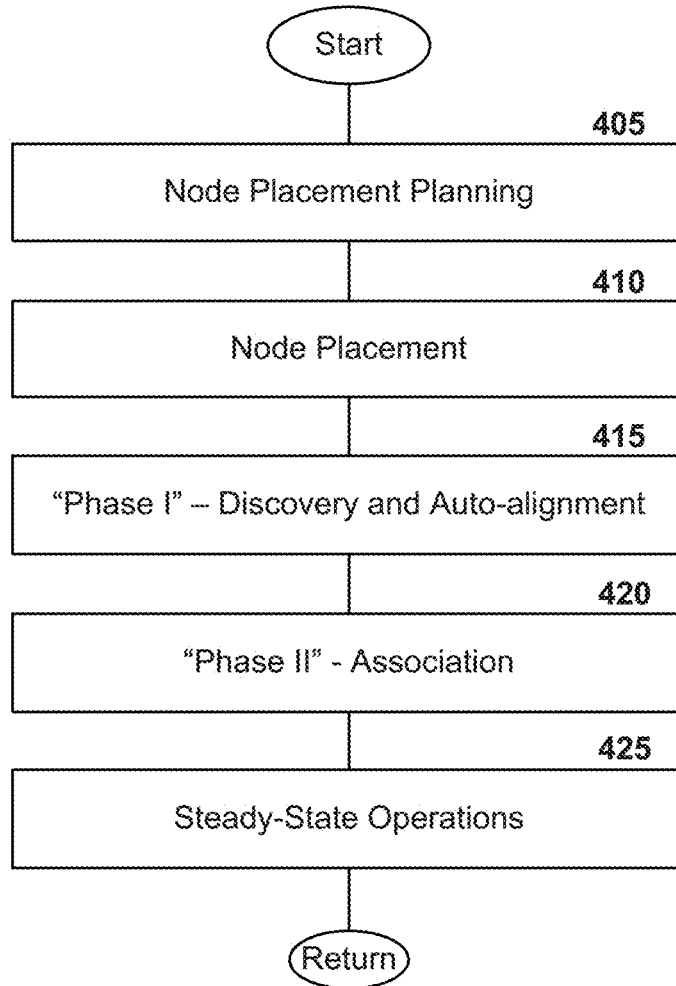 Start
405
Node Placement Planning
410
Node Placement
415
“Phase I” – Discovery and Auto-alignment
420
“Phase II” - Association
425
Steady-State Operations
Return